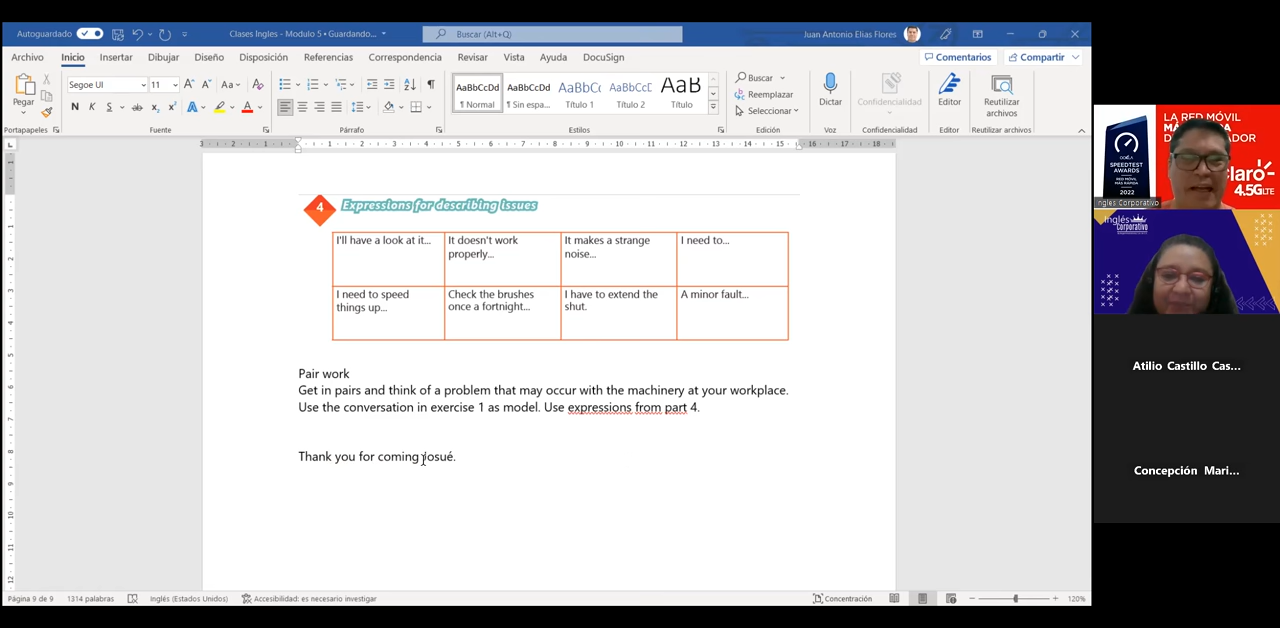 Autoguardado
Clases Ingles - Modulo 5 • Guardando...
Buscar (Alt+Q)
Juan Antonio Elias Flores
Archivo Inicio Insertar Dibujar Diseño Disposición Referencias Correspondencia Revisar Vista Ayuda DocuSign
Comentarios Compartir
Pegar
Segoe UI 11
N K S ab x₂ x²
AaBbCcDd AaBbCcDd AaBbCc AaBbCcD AaB
¶ Normal ¶ Sin espa... Título 1 Título 2 Título
Buscar
Reemplazar
Seleccionar
Dictar
Confidencialidad
Editor
Reutilizar archivos
Portapapeles Fuente Párrafo Estilos Edición Voz Confidencialidad Editor Reutilizar archivos
4 Expressions for describing issues
I'll have a look at it... It doesn't work properly... It makes a strange noise... I need to...
I need to speed things up... Check the brushes once a fortnight... I have to extend the shut. A minor fault...
Pair work
Get in pairs and think of a problem that may occur with the machinery at your workplace.
Use the conversation in exercise 1 as model. Use expressions from part 4.
Thank you for coming Josué.
Página 9 de 9 1314 palabras Inglés (Estados Unidos) Accesibilidad: es necesario investigar
Concentración 120%
LA RED MÓVIL
SPEEDTEST
AWARDS
RED MÓVIL
MÁS RÁPIDA
2022
4.5G LTE
Ingles Corporativo
Inglés
Corporativo
Atilio Castillo Cas...
Concepción Mari...